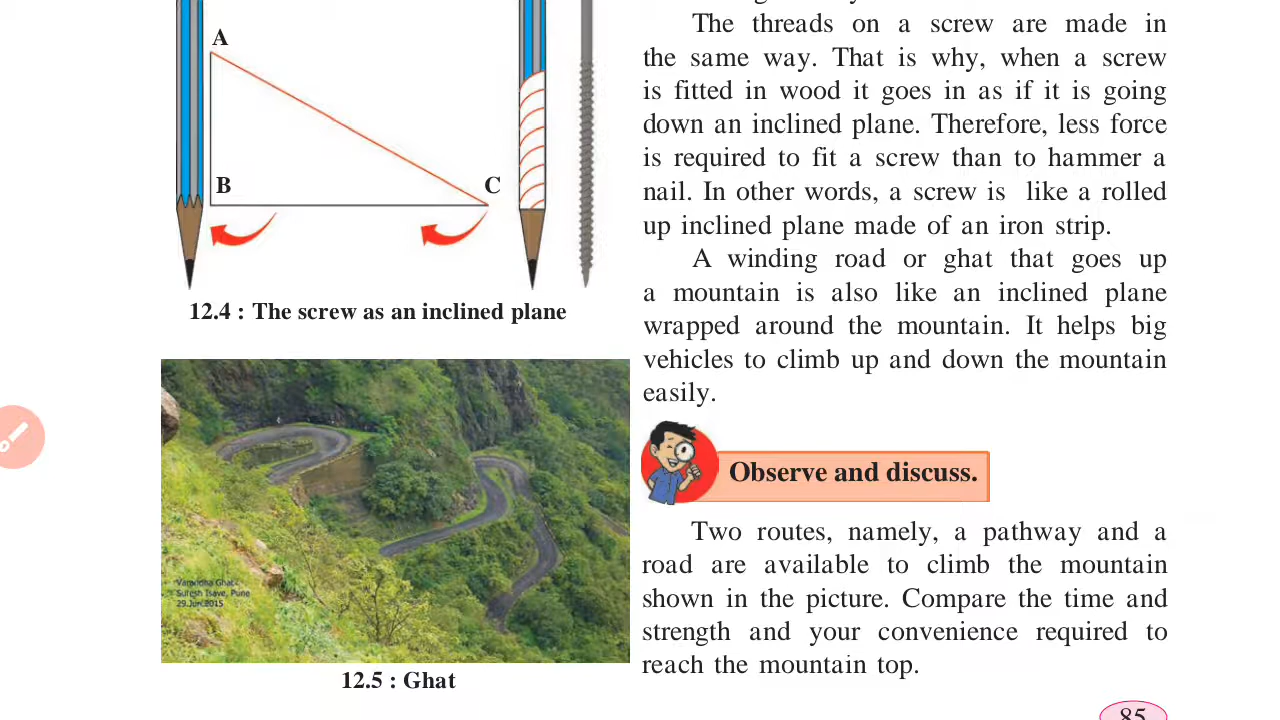 A
B
C
12.4 : The screw as an inclined plane
Suresh Isave, Pune
29.Jun.2015
12.5 : Ghat
The threads on a screw are made in
the same way. That is why, when a screw
is fitted in wood it goes in as if it is going
down an inclined plane. Therefore, less force
is required to fit a screw than to hammer a
nail. In other words, a screw is like a rolled
up inclined plane made of an iron strip.
A winding road or ghat that goes up
a mountain is also like an inclined plane
wrapped around the mountain. It helps big
vehicles to climb up and down the mountain
easily.
Observe and discuss.
Two routes, namely, a pathway and a
road are available to climb the mountain
shown in the picture. Compare the time and
strength and your convenience required to
reach the mountain top.
85